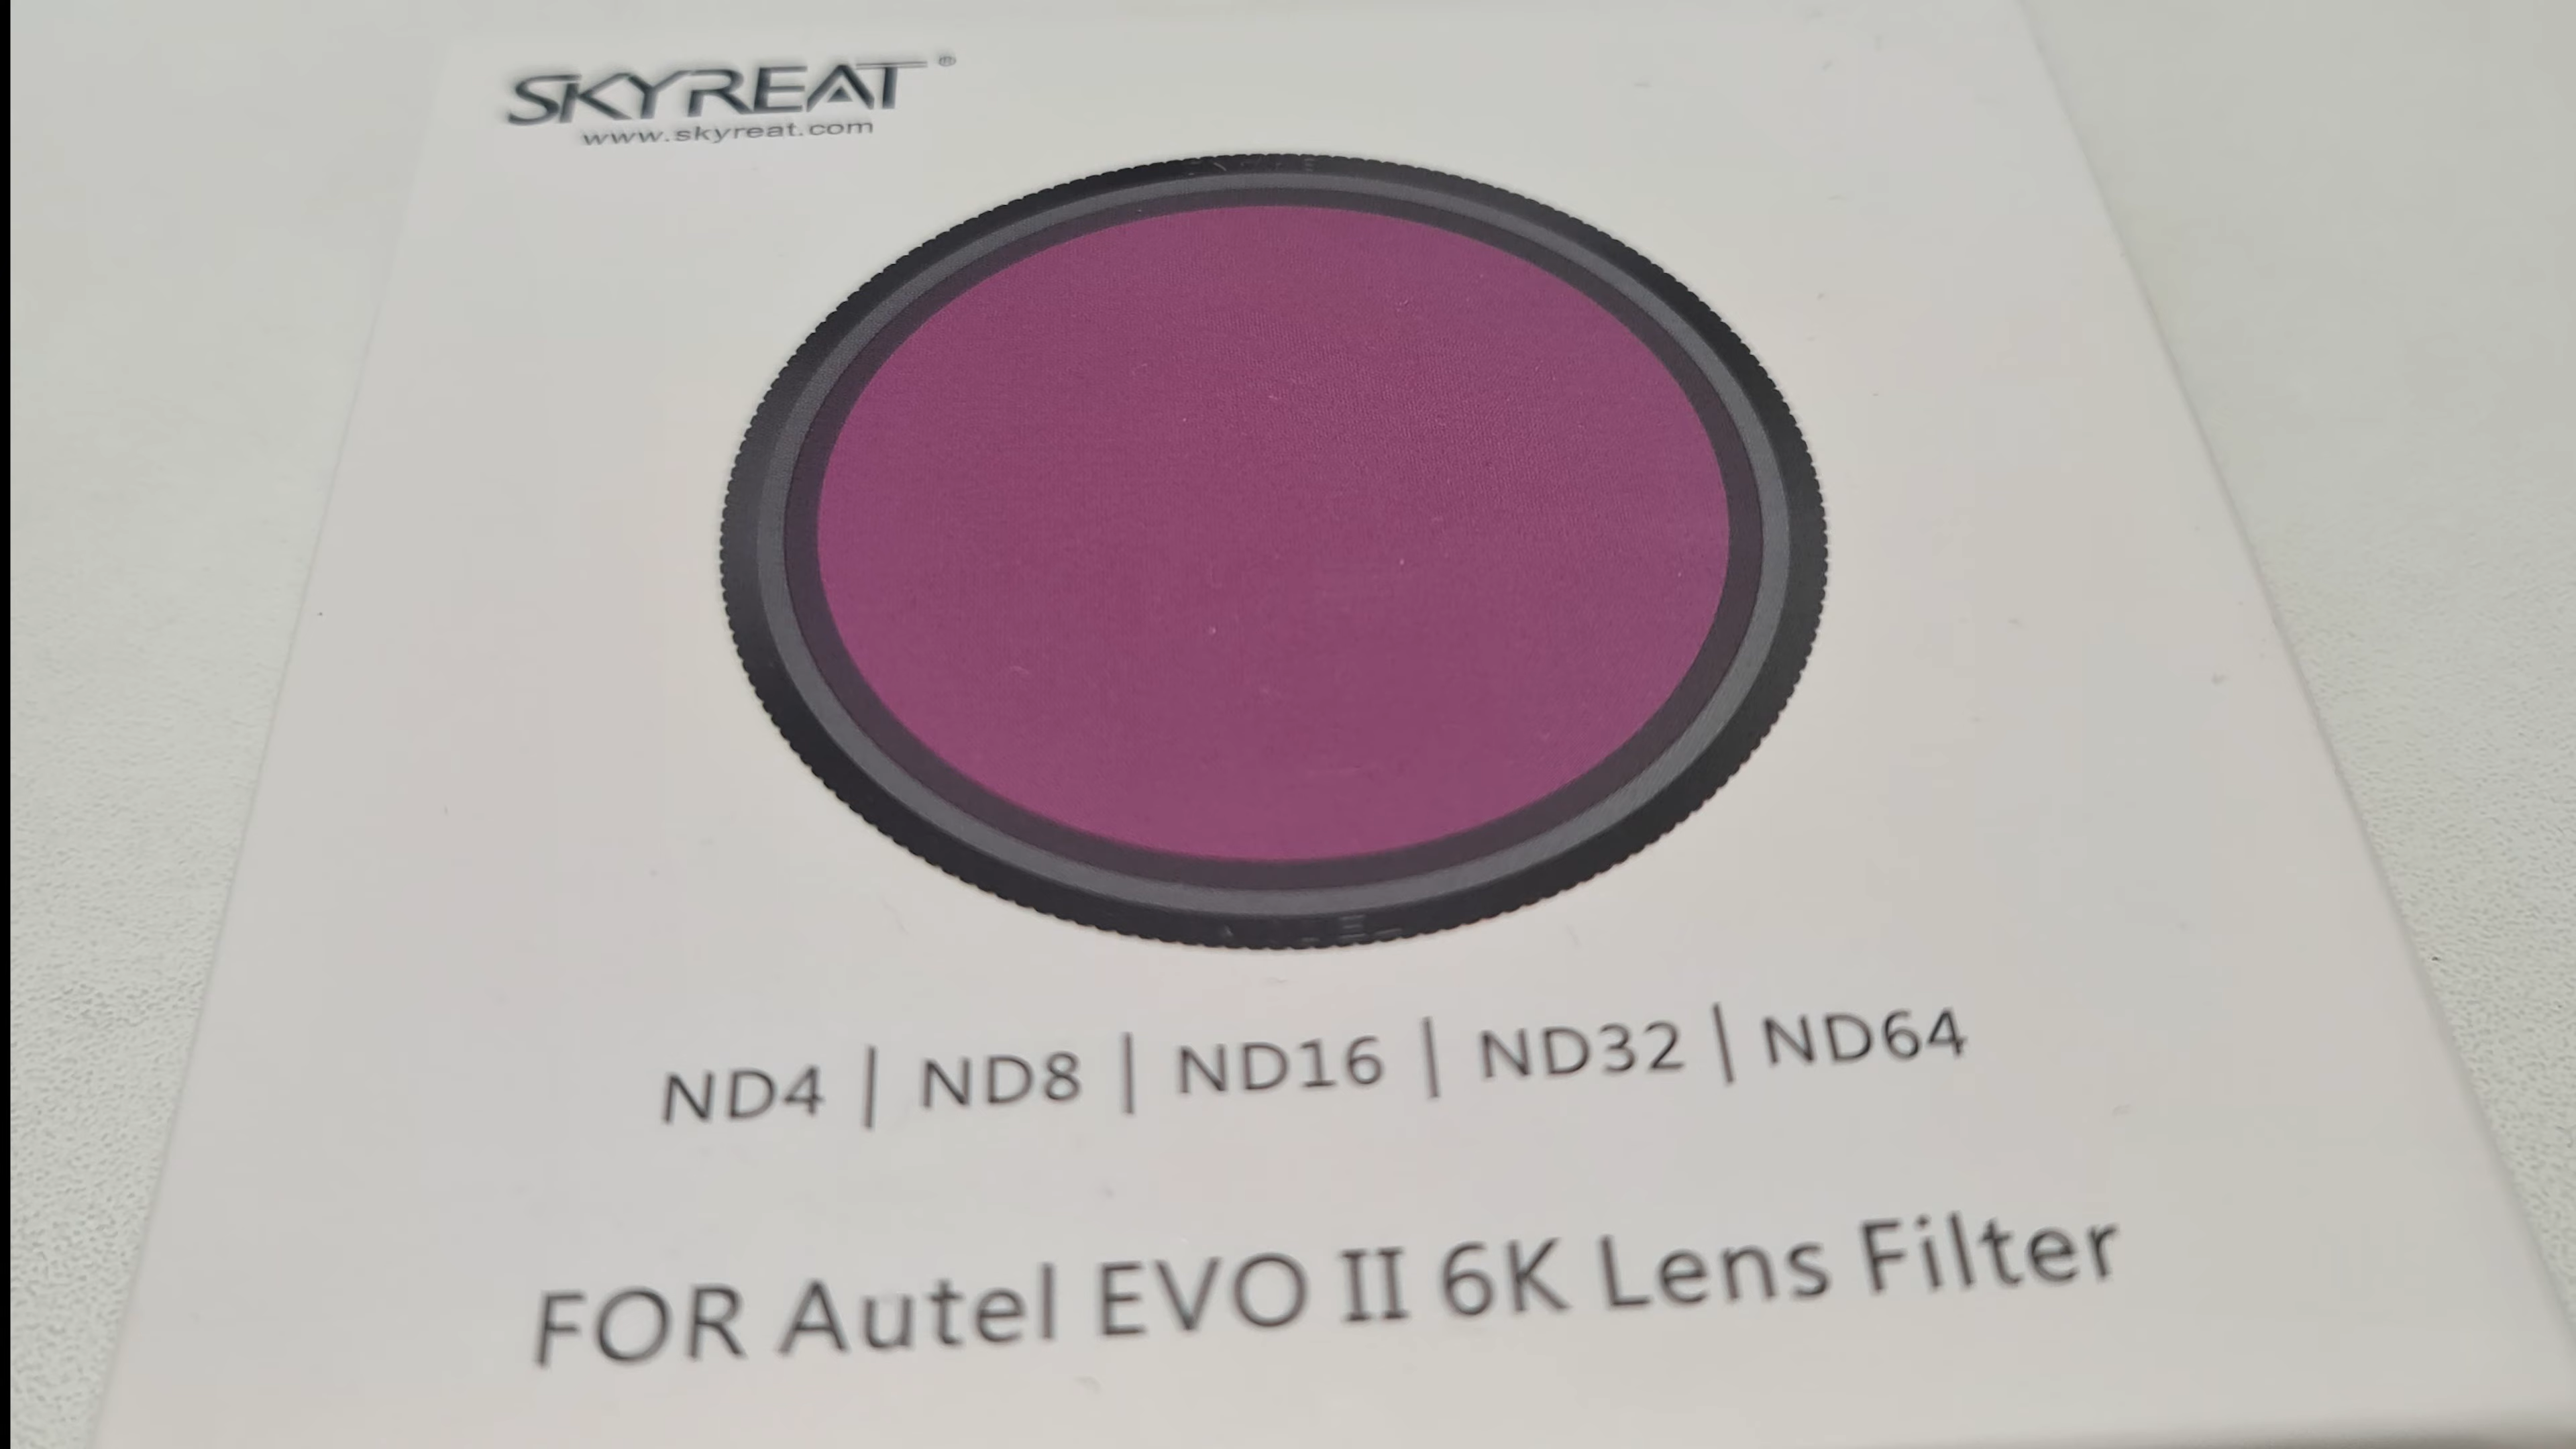 SKYREAT®
www.skyreat.com
ND4 | ND8 | ND16 | ND32 | ND64
FOR Autel EVO II 6K Lens Filter